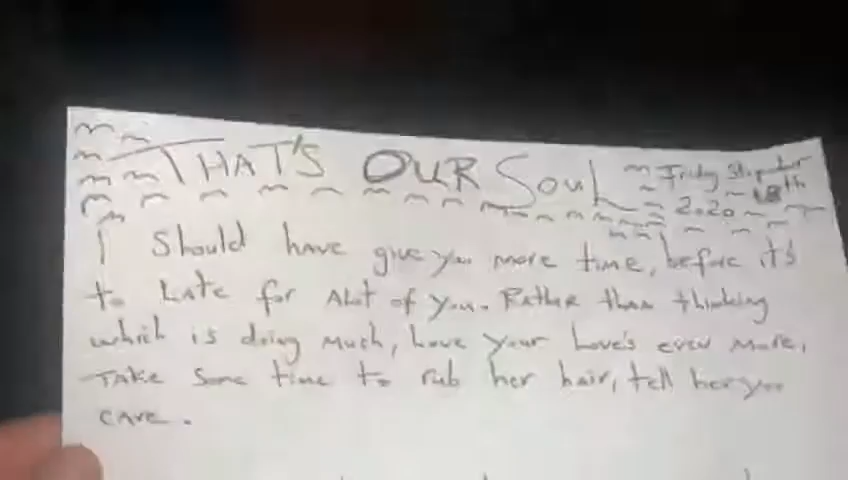 THAT'S OUR Soul
Friday September
18th
2020
I Should have give you more time, before it's
to Late for Alot of you. Rather than thinking
which is doing much, Love your Love's even more,
TAKE some time to rub her hair, tell her you
CARE.